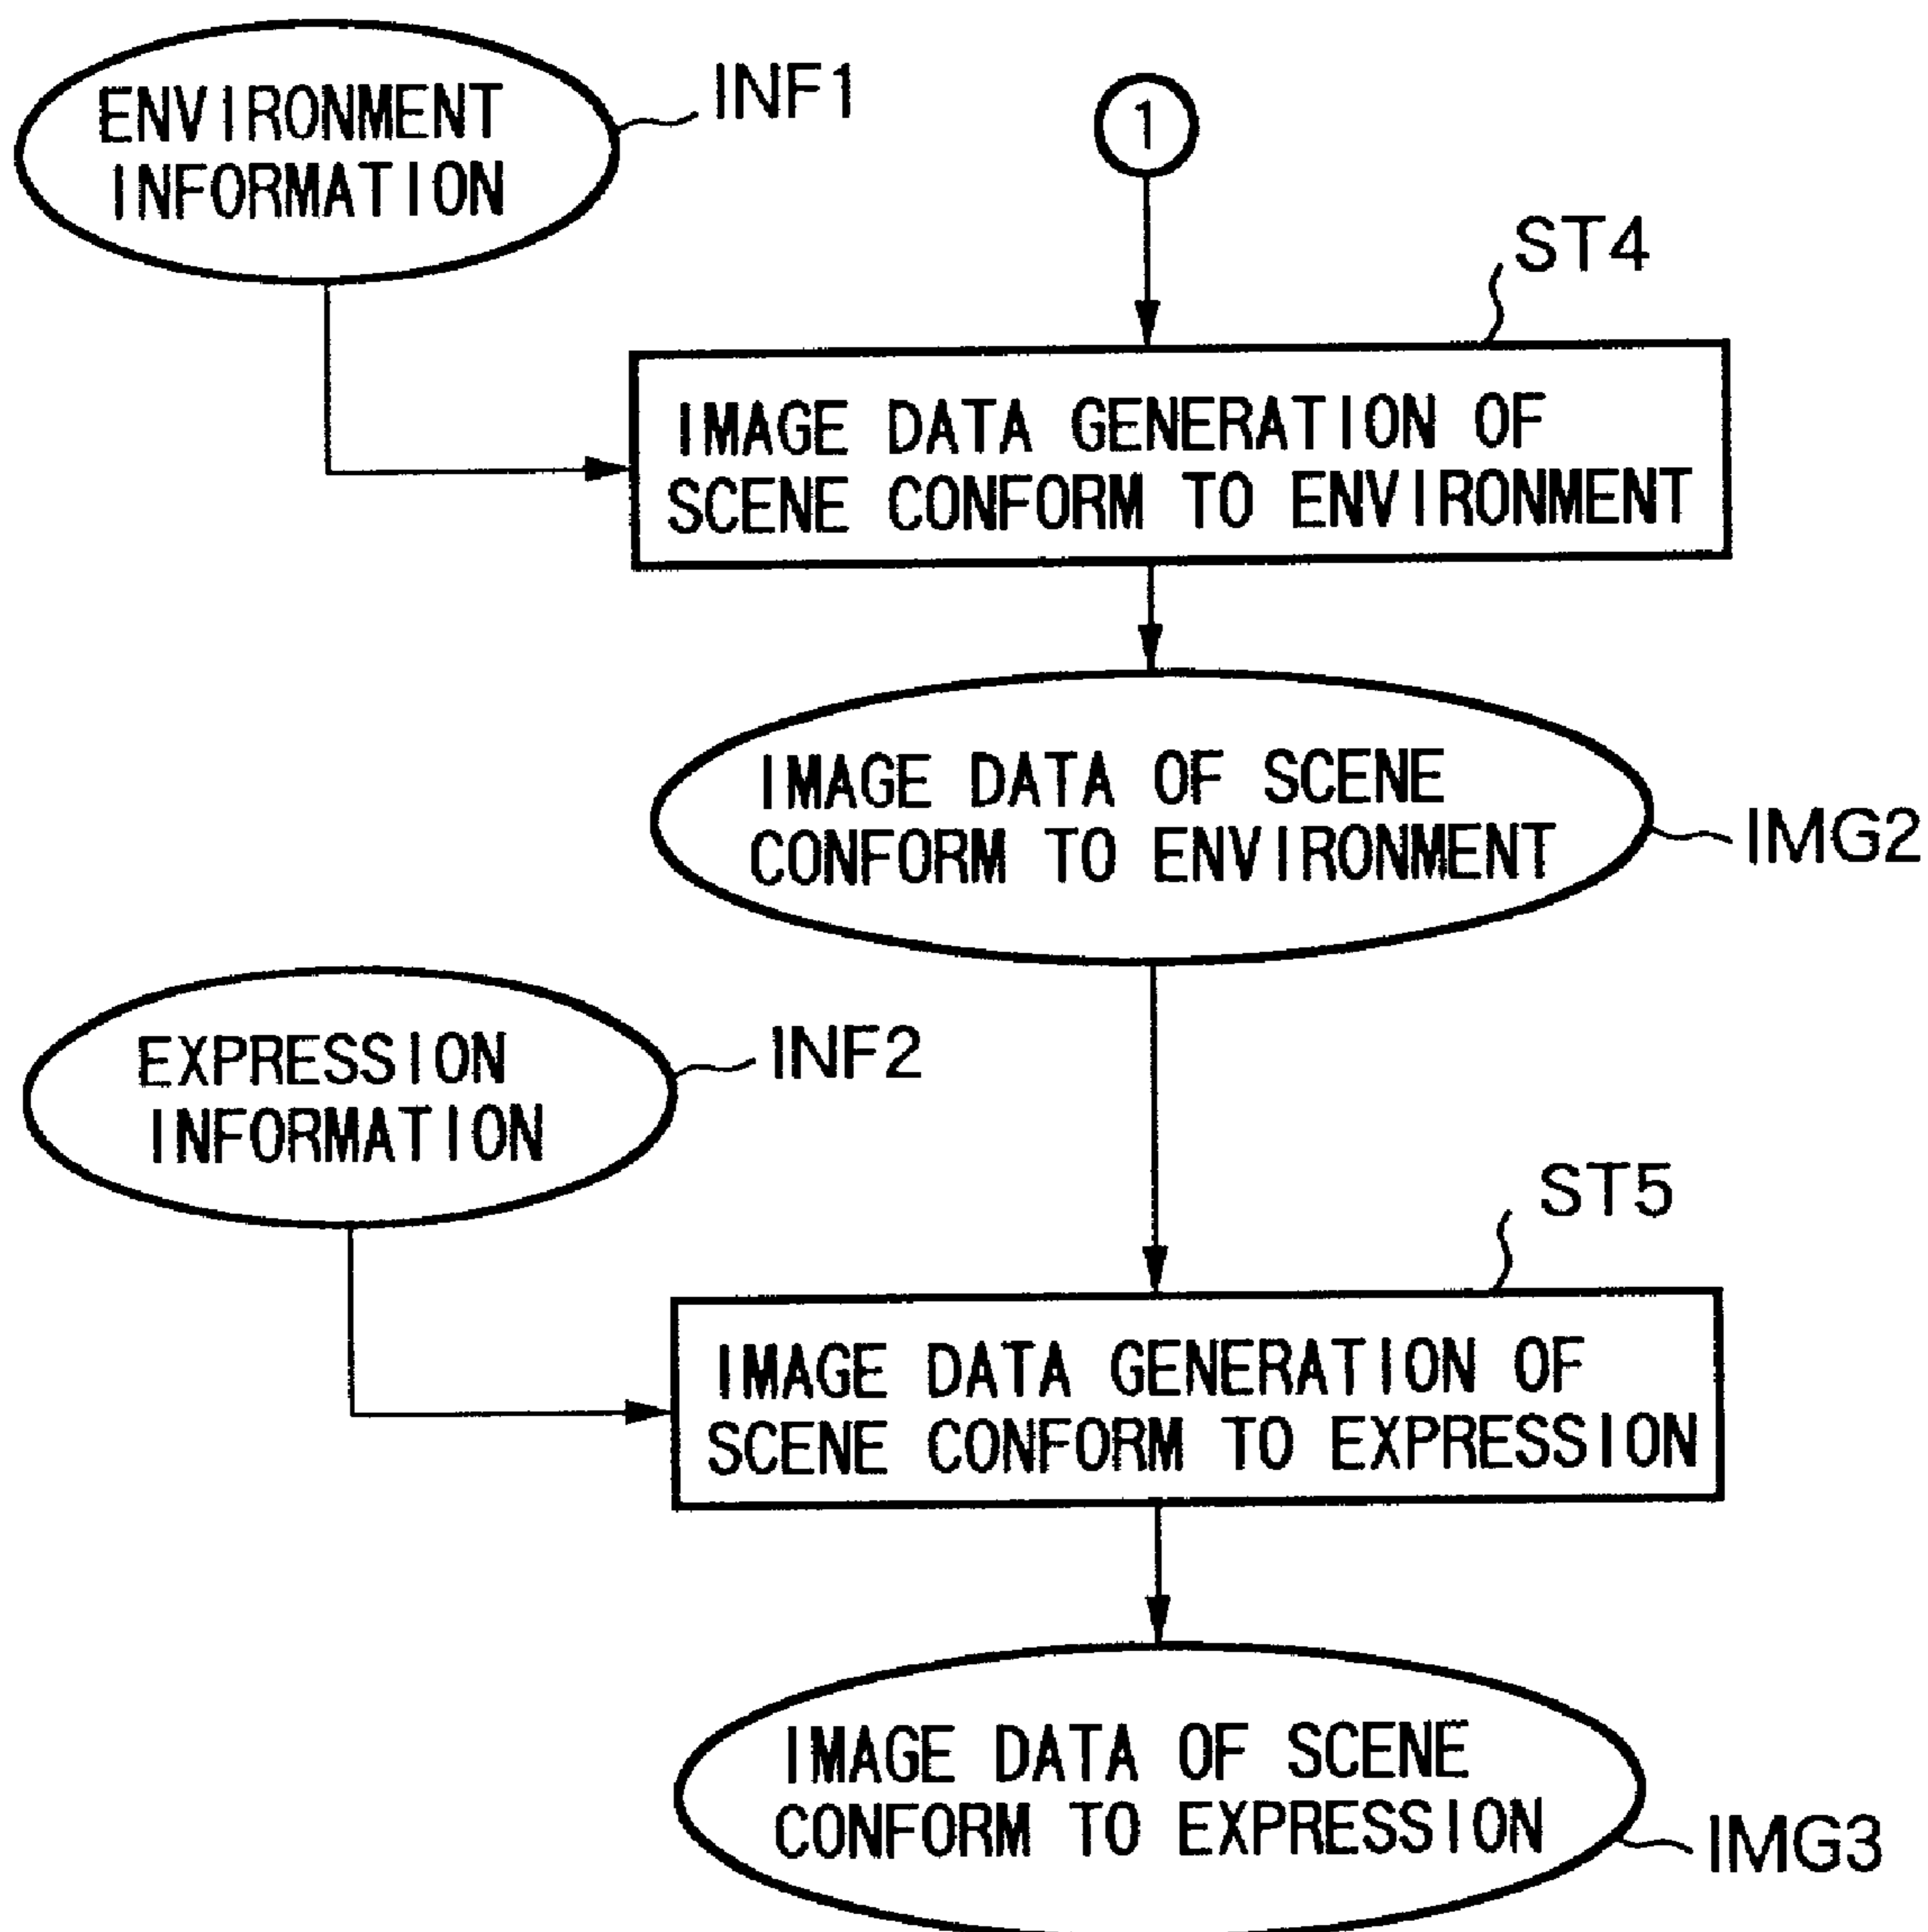 ENVIRONMENT
INFORMATION
INF1
1
ST4
IMAGE DATA GENERATION OF
SCENE CONFORM TO ENVIRONMENT
IMAGE DATA OF SCENE
CONFORM TO ENVIRONMENT
IMG2
EXPRESSION
INFORMATION
INF2
ST5
IMAGE DATA GENERATION OF
SCENE CONFORM TO EXPRESSION
IMAGE DATA OF SCENE
CONFORM TO EXPRESSION
IMG3